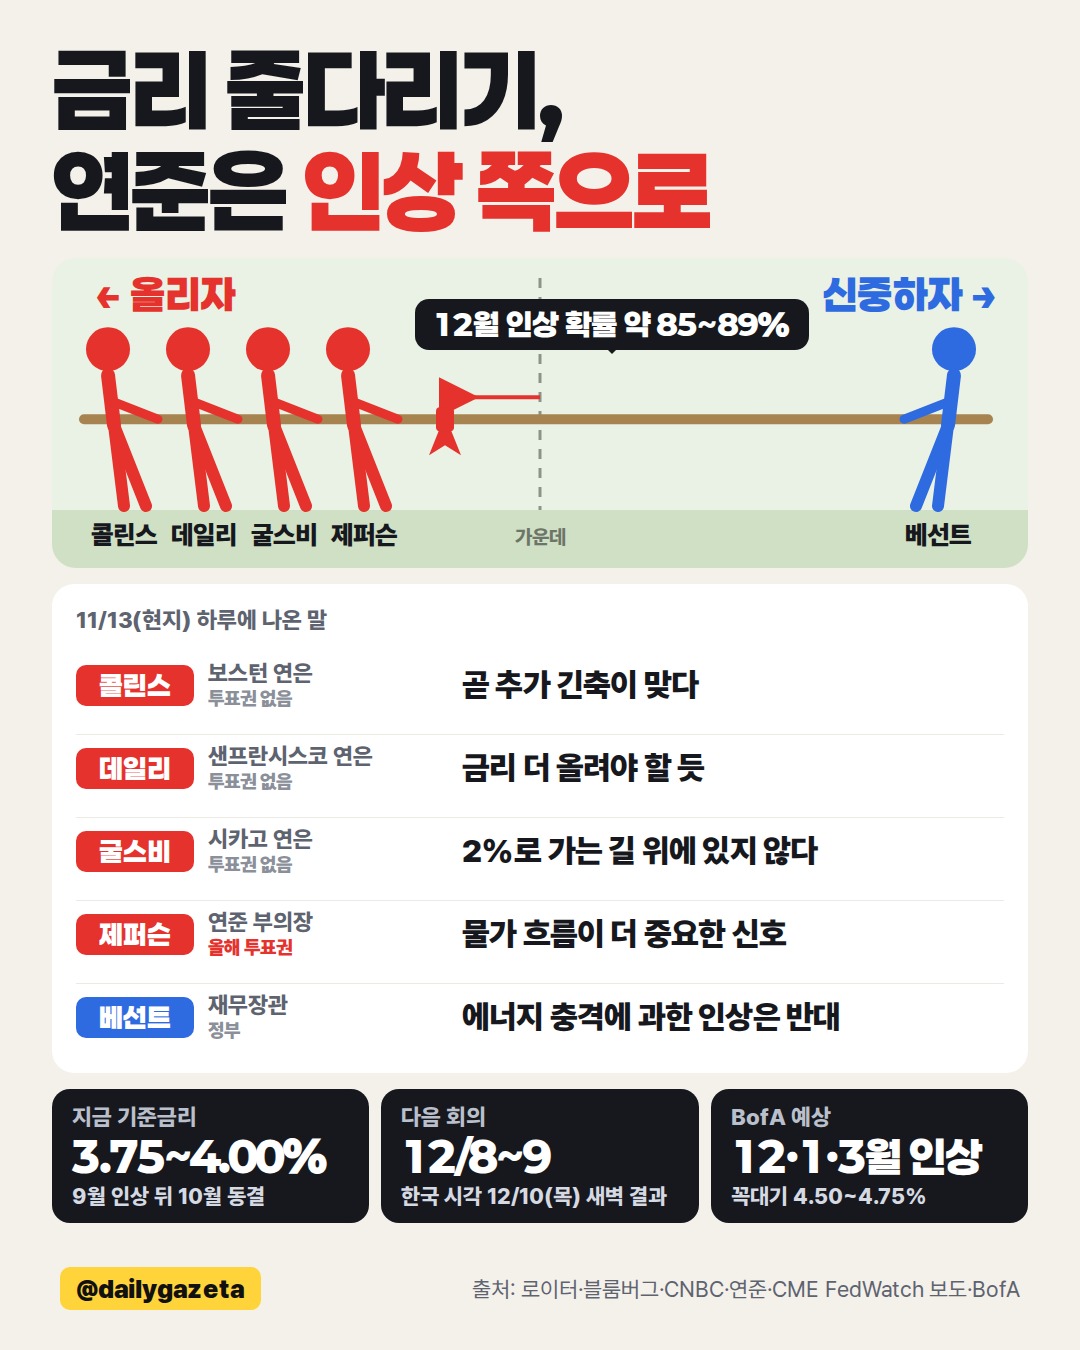 금리 줄다리기,
연준은 인상 쪽으로
← 올리자
신중하자 →
12월 인상 확률 약 85~89%
콜린스 데일리 굴스비 제퍼슨
가운데
베선트
11/13(현지) 하루에 나온 말
콜린스
보스턴 연은
투표권 없음
곧 추가 긴축이 맞다
데일리
샌프란시스코 연은
투표권 없음
금리 더 올려야 할 듯
굴스비
시카고 연은
투표권 없음
2%로 가는 길 위에 있지 않다
제퍼슨
연준 부의장
올해 투표권
물가 흐름이 더 중요한 신호
베선트
재무장관
정부
에너지 충격에 과한 인상은 반대
지금 기준금리
3.75~4.00%
9월 인상 뒤 10월 동결
다음 회의
12/8~9
한국 시각 12/10(목) 새벽 결과
BofA 예상
12·1·3월 인상
꼭대기 4.50~4.75%
@dailygazeta
출처: 로이터·블룸버그·CNBC·연준·CME FedWatch 보도·BofA